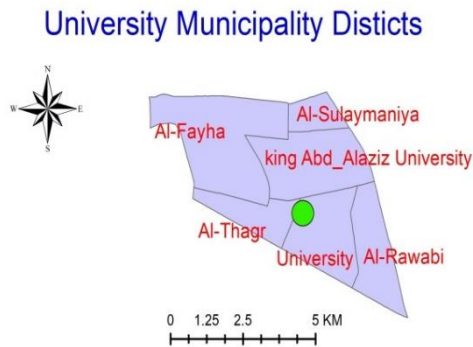 University Municipality Disticts
N
W E
S
Al-Sulaymaniya
Al-Fayha
king Abd_Alaziz University
Al-Thagr
University
Al-Rawabi
0 1.25 2.5 5 KM